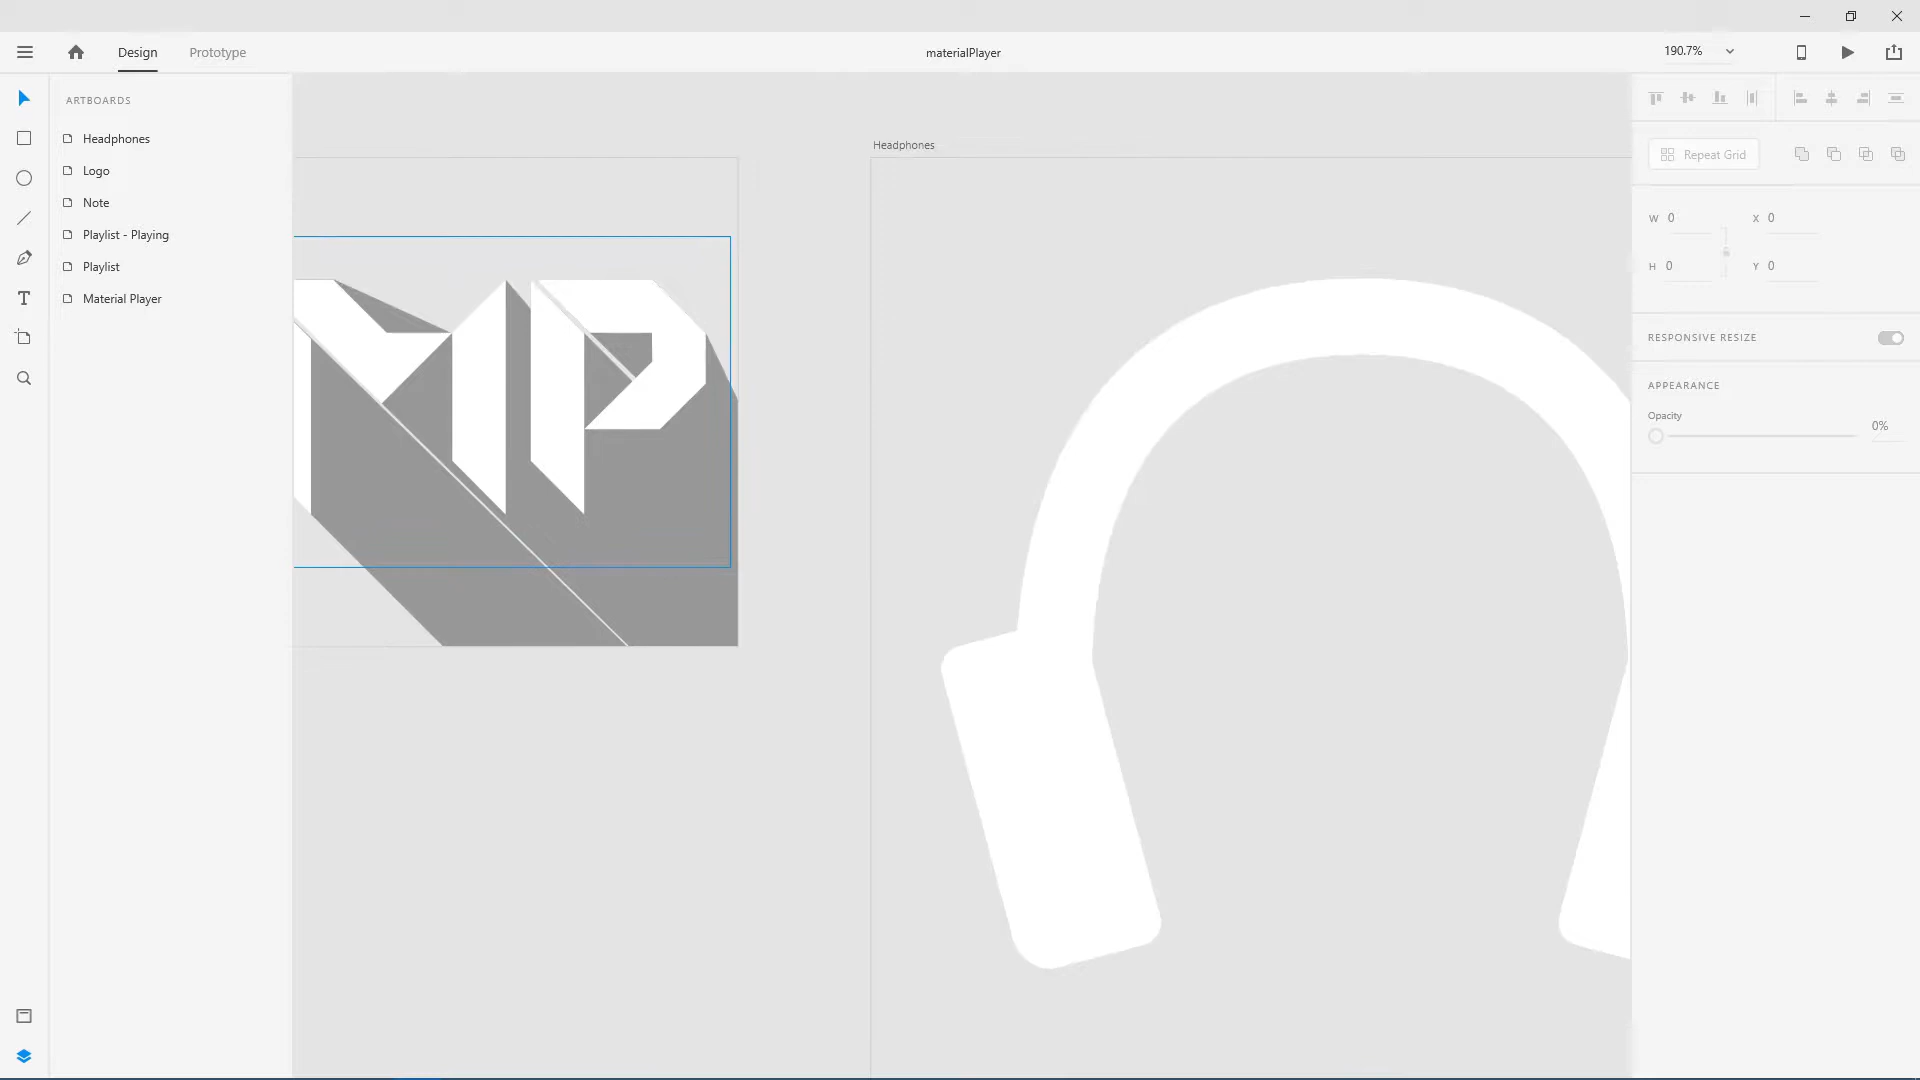 Design
Prototype
materialPlayer
190.7%
ARTBOARDS
Headphones
Logo
Note
Playlist - Playing
Playlist
Material Player
Headphones
MP
Repeat Grid
W 0
X 0
H 0
Y 0
RESPONSIVE RESIZE
APPEARANCE
Opacity
0%